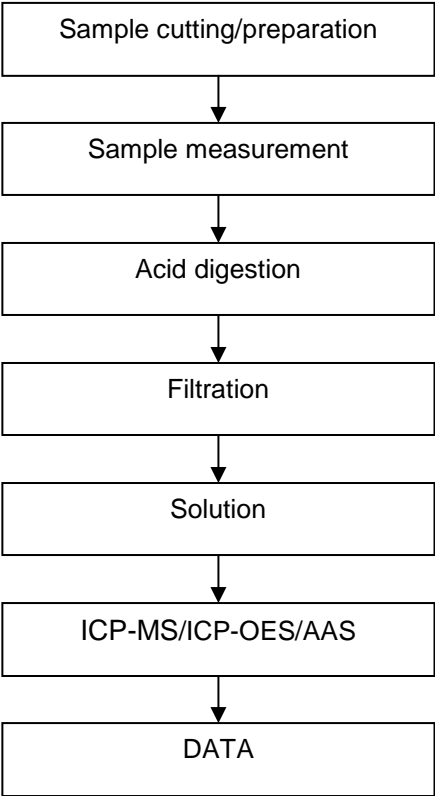 Sample cutting/preparation
Sample measurement
Acid digestion
Filtration
Solution
ICP-MS/ICP-OES/AAS
DATA